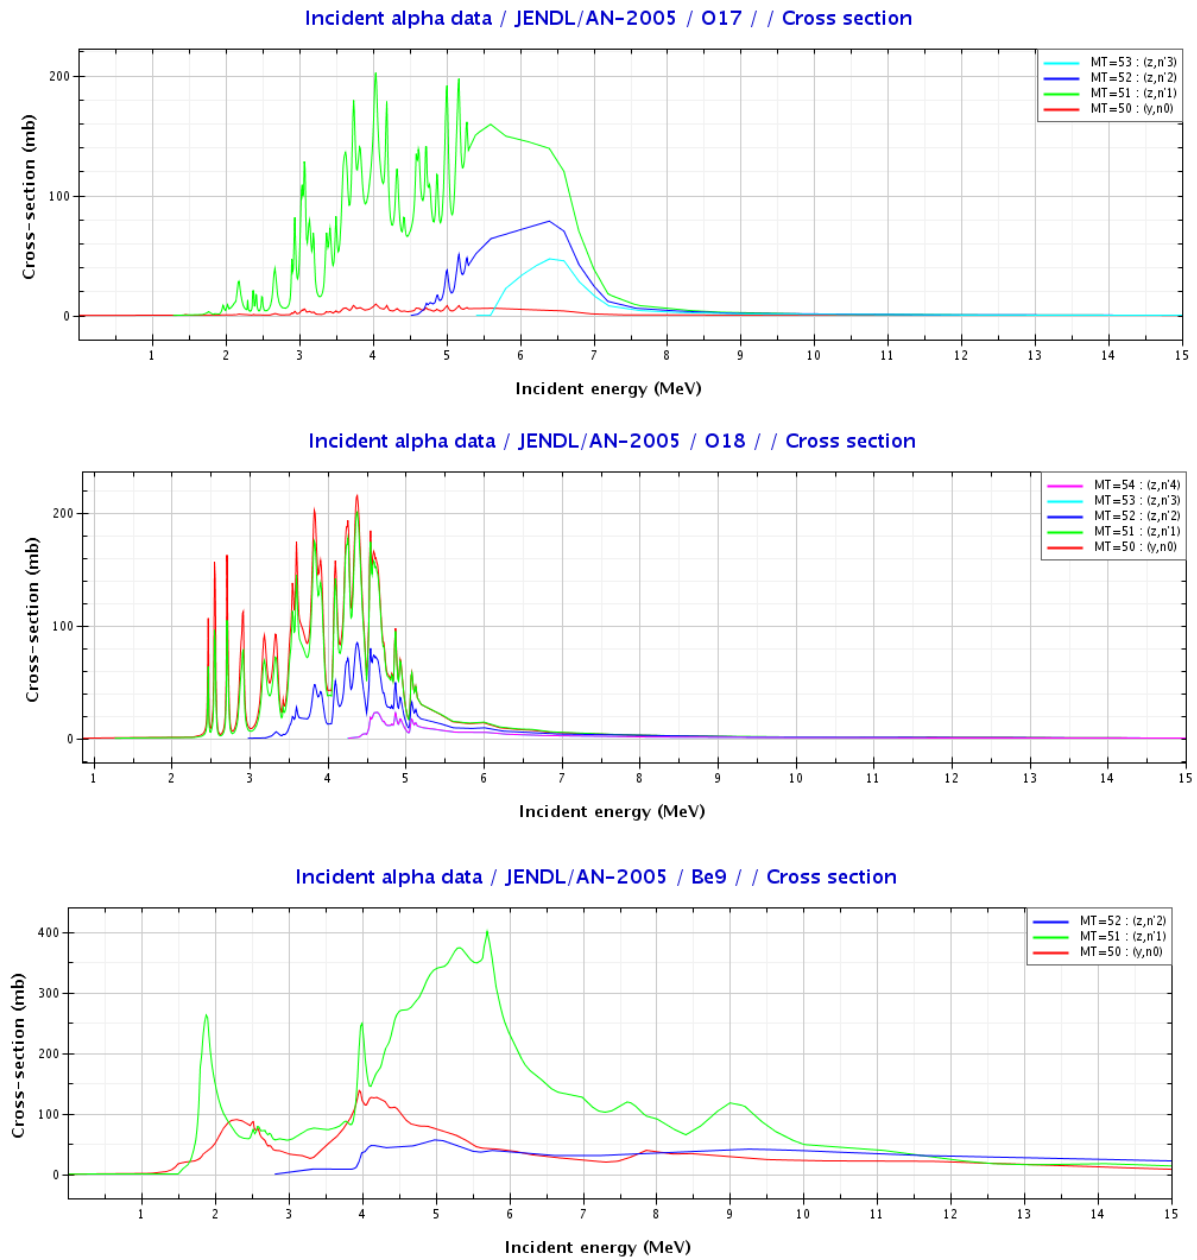 Incident alpha data / JENDL/AN-2005 / O17 / / Cross section
MT=53 : (z,n'3)
MT=52 : (z,n'2)
MT=51 : (z,n'1)
MT=50 : (y,n0)
Cross-section (mb)
200
100
0
1 2 3 4 5 6 7 8 9 10 11 12 13 14 15
Incident energy (MeV)
Incident alpha data / JENDL/AN-2005 / O18 / / Cross section
MT=54 : (z,n'4)
MT=53 : (z,n'3)
MT=52 : (z,n'2)
MT=51 : (z,n'1)
MT=50 : (y,n0)
Cross-section (mb)
200
100
0
1 2 3 4 5 6 7 8 9 10 11 12 13 14 15
Incident energy (MeV)
Incident alpha data / JENDL/AN-2005 / Be9 / / Cross section
MT=52 : (z,n'2)
MT=51 : (z,n'1)
MT=50 : (y,n0)
Cross-section (mb)
400
300
200
100
0
1 2 3 4 5 6 7 8 9 10 11 12 13 14 15
Incident energy (MeV)